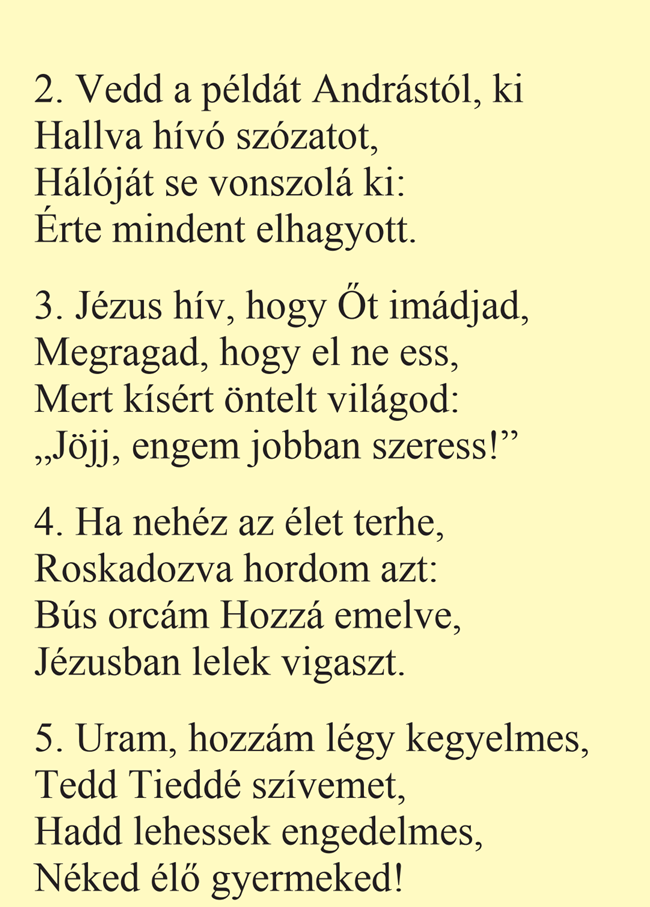 2. Vedd a példát Andrástól, ki
Hallva hívó szózatot,
Hálóját se vonszolá ki:
Érte mindent elhagyott.
3. Jézus hív, hogy Őt imádjad,
Megragad, hogy el ne ess,
Mert kísért öntelt világod:
„Jöjj, engem jobban szeress!”
4. Ha nehéz az élet terhe,
Roskadozva hordom azt:
Bús orcám Hozzá emelve,
Jézusban lelek vigaszt.
5. Uram, hozzám légy kegyelmes,
Tedd Tieddé szívemet,
Hadd lehessek engedelmes,
Néked élő gyermeked!